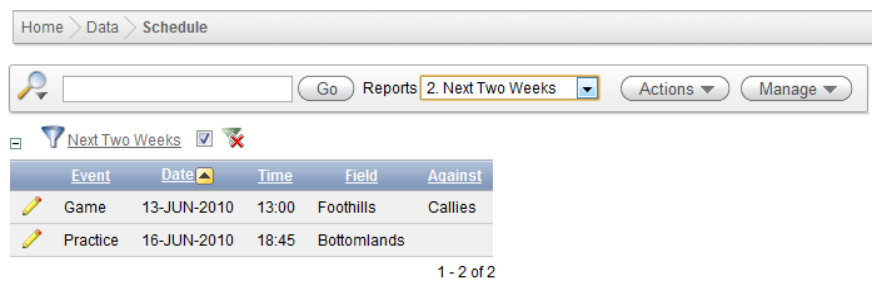 Home Data Schedule
Go Reports 2. Next Two Weeks Actions Manage
Next Two Weeks
Event Date Time Field Against
Game 13-JUN-2010 13:00 Foothills Callies
Practice 16-JUN-2010 18:45 Bottomlands
1 - 2 of 2